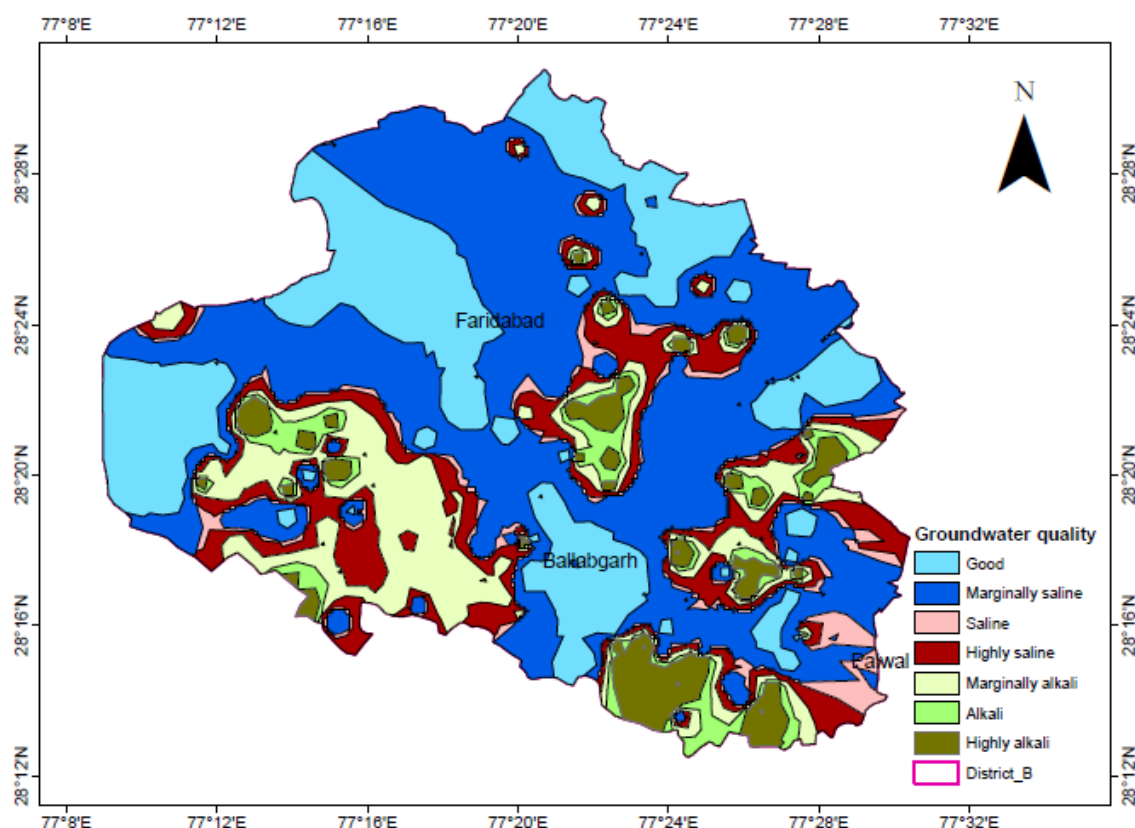 77°8'E 77°12'E 77°16'E 77°20'E 77°24'E 77°28'E 77°32'E
N
28°28'N 28°28'N
28°24'N 28°24'N
Faridabad
28°20'N 28°20'N
Ballabgarh
28°16'N 28°16'N
Palwal
28°12'N 28°12'N
Groundwater quality
Good
Marginally saline
Saline
Highly saline
Marginally alkali
Alkali
Highly alkali
District_B
77°8'E 77°12'E 77°16'E 77°20'E 77°24'E 77°28'E 77°32'E